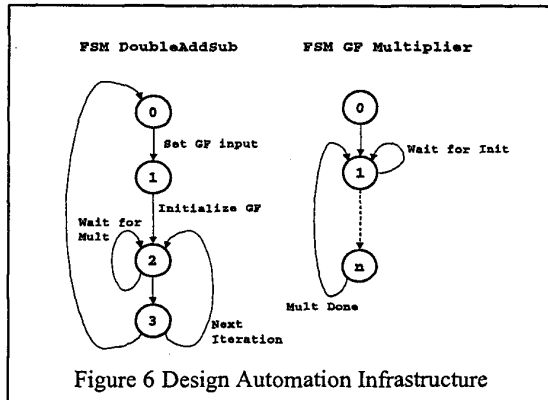 FSM DoubleAddSub
FSM GF Multiplier
0
Set GF input
1
Initialize GF
Wait for
Mult
2
3
Next
Iteration
0
1
Wait for Init
n
Mult Done
Figure 6 Design Automation Infrastructure